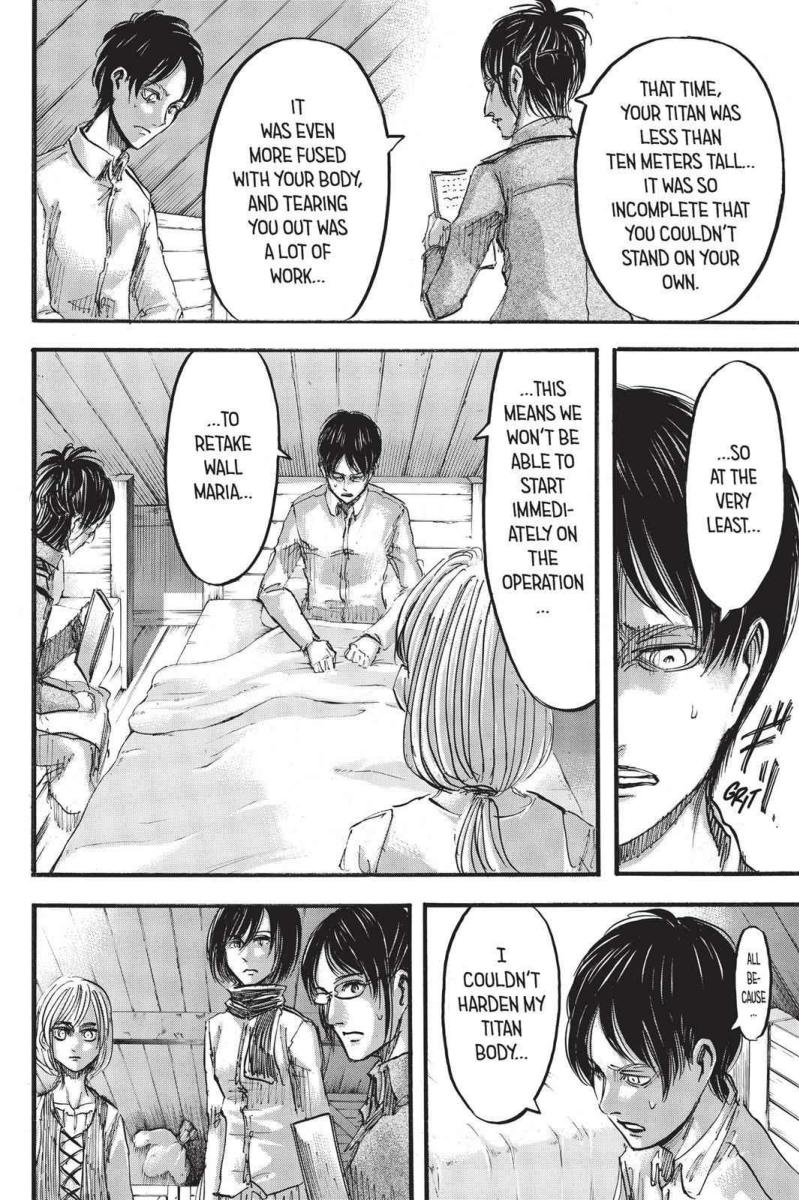 THAT TIME,
YOUR TITAN WAS
LESS THAN
TEN METERS TALL...
IT WAS SO
INCOMPLETE THAT
YOU COULDN'T
STAND ON YOUR
OWN.
IT
WAS EVEN
MORE FUSED
WITH YOUR BODY,
AND TEARING
YOU OUT WAS
A LOT OF
WORK...
...SO
AT THE
VERY
LEAST...
ギッ
GRIT
...THIS
MEANS WE
WON'T BE
ABLE TO
START
IMMEDI-
ATELY ON
THE
OPERATION
...
...TO
RETAKE
WALL
MARIA...
ALL
BE-
CAUSE
...
I
COULDN'T
HARDEN MY
TITAN
BODY...